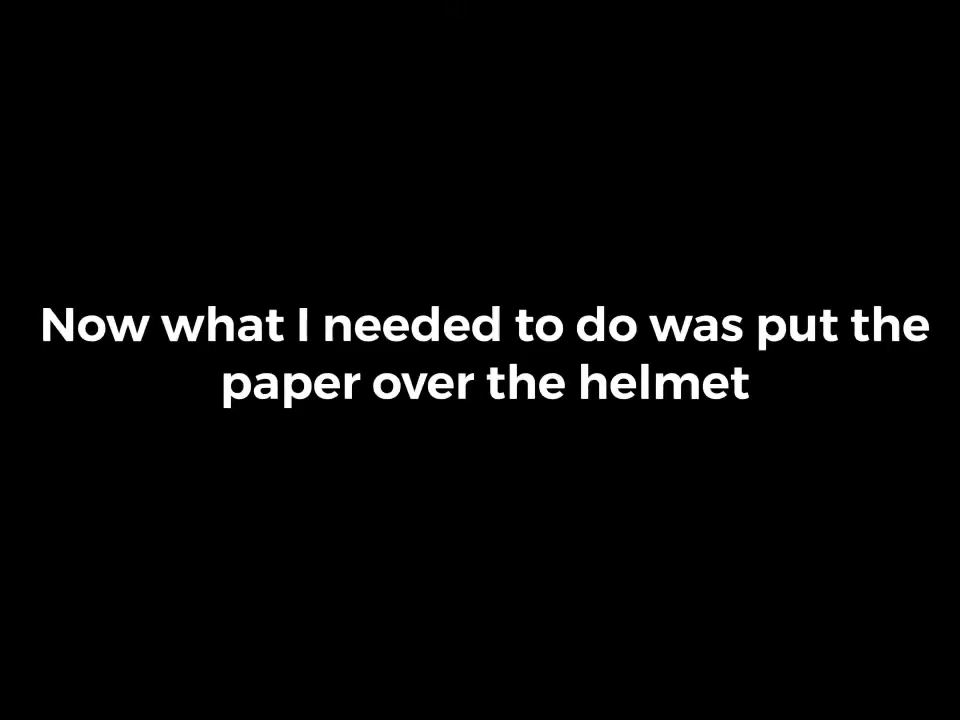 Now what I needed to do was put the
paper over the helmet